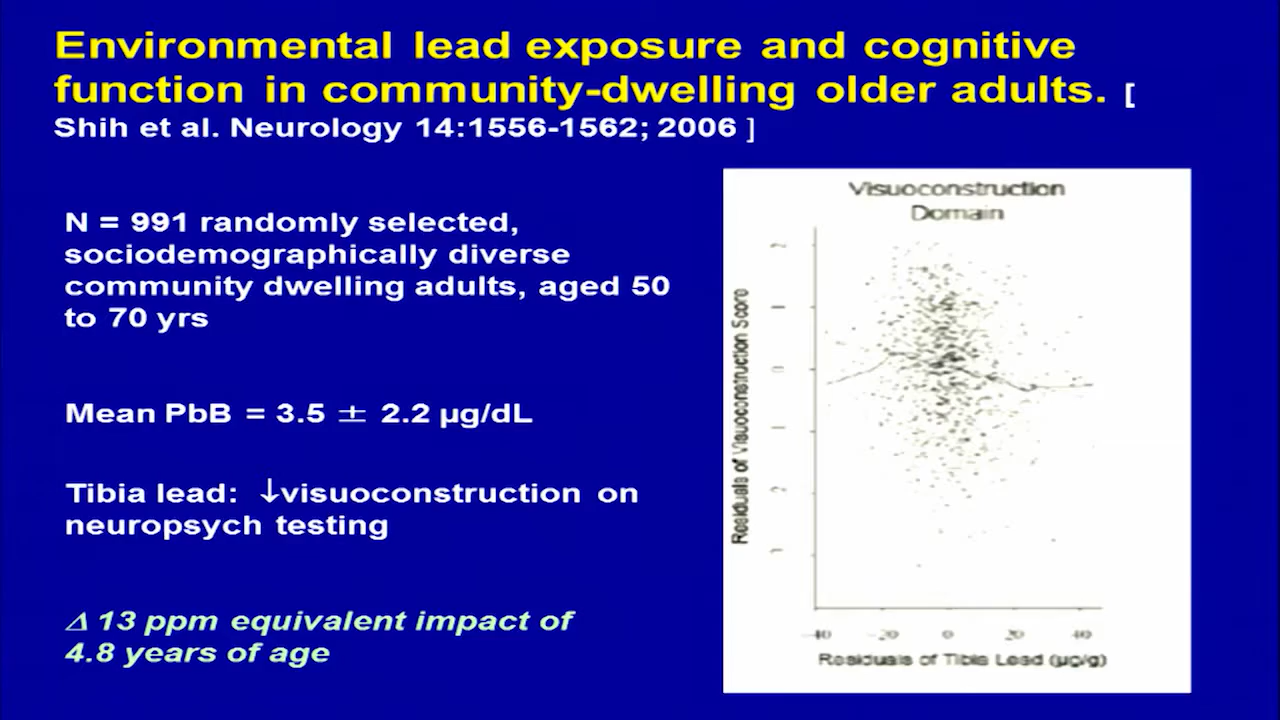 Environmental lead exposure and cognitive
function in community-dwelling older adults. [
Shih et al. Neurology 14:1556-1562; 2006 ]
N = 991 randomly selected,
sociodemographically diverse
community dwelling adults, aged 50
to 70 yrs
Mean PbB = 3.5 ± 2.2 µg/dL
Tibia lead: ↓visuoconstruction on
neuropsych testing
Δ 13 ppm equivalent impact of
4.8 years of age
Visuoconstruction
Domain
Residuals of Visuoconstruction Score
-40 -20 0 20 40
Residuals of Tibia Lead (µg/g)